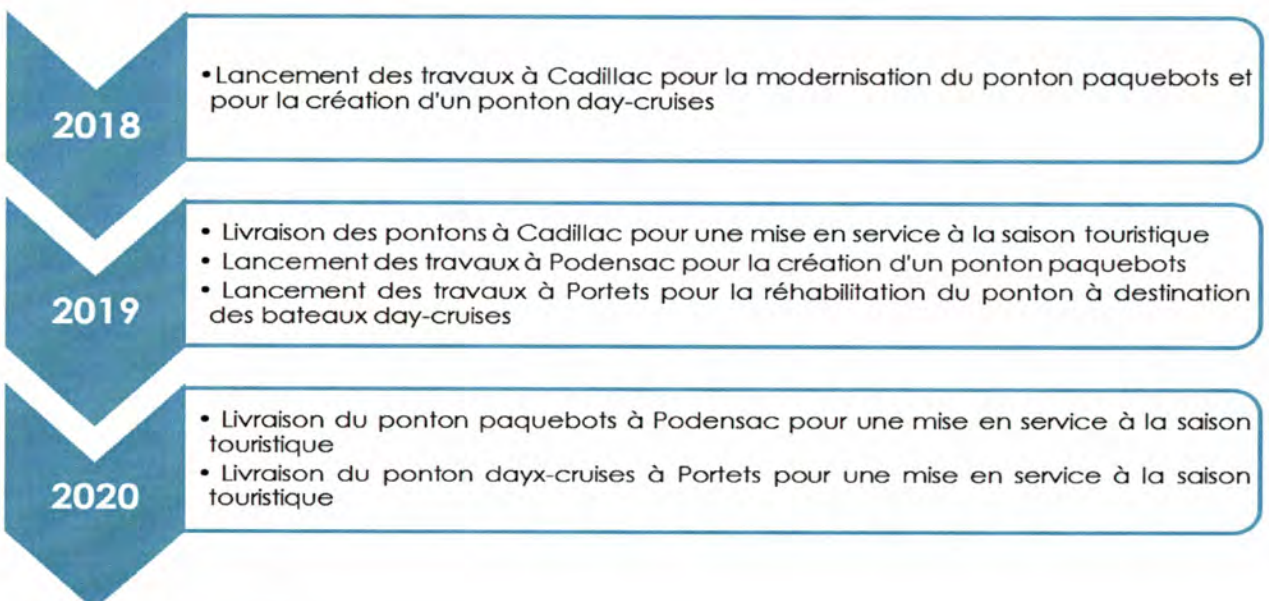 2018
•Lancement des travaux à Cadillac pour la modernisation du ponton paquebots et
pour la création d'un ponton day-cruises
2019
• Livraison des pontons à Cadillac pour une mise en service à la saison touristique
• Lancement des travaux à Podensac pour la création d'un ponton paquebots
• Lancement des travaux à Portets pour la réhabilitation du ponton à destination
des bateaux day-cruises
2020
• Livraison du ponton paquebots à Podensac pour une mise en service à la saison
touristique
• Livraison du ponton dayx-cruises à Portets pour une mise en service à la saison
touristique